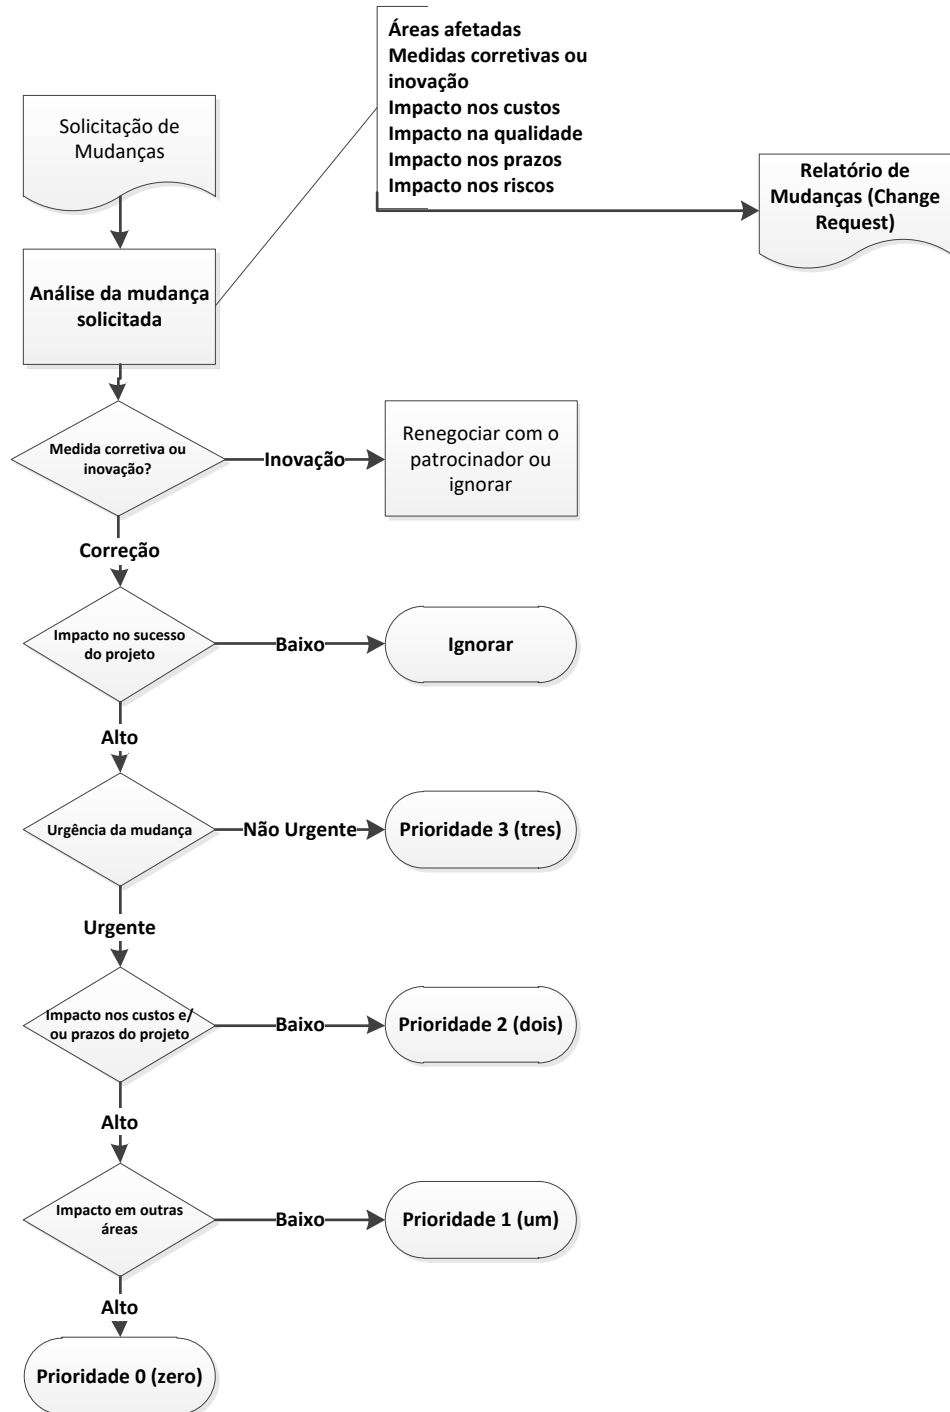 Áreas afetadas
Medidas corretivas ou
inovação
Impacto nos custos
Impacto na qualidade
Impacto nos prazos
Impacto nos riscos
Solicitação de
Mudanças
Relatório de
Mudanças (Change
Request)
Análise da mudança
solicitada
Medida corretiva ou
inovação?
Inovação
Renegociar com o
patrocinador ou
ignorar
Correção
Impacto no sucesso
do projeto
Baixo
Ignorar
Alto
Urgência da mudança
Não Urgente
Prioridade 3 (tres)
Urgente
Impacto nos custos e/
ou prazos do projeto
Baixo
Prioridade 2 (dois)
Alto
Impacto em outras
áreas
Baixo
Prioridade 1 (um)
Alto
Prioridade 0 (zero)